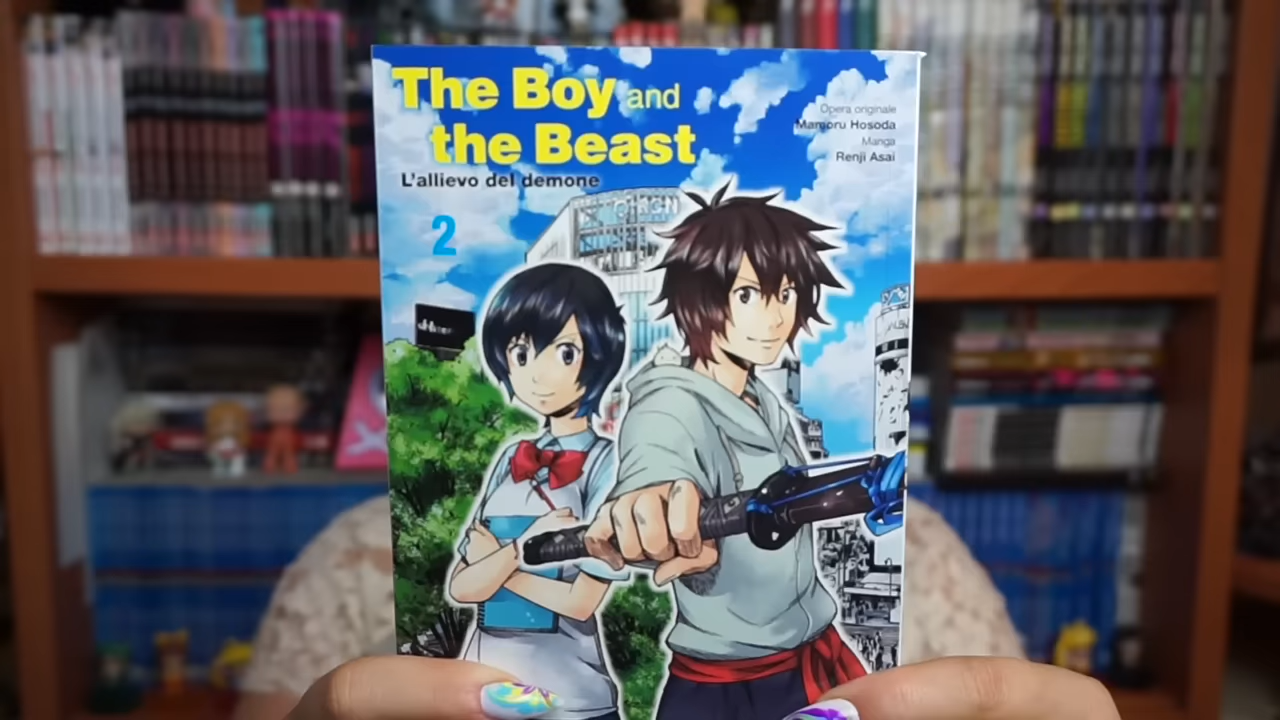 The Boy and
the Beast
L'allievo del demone
2
Opera originale
Mamoru Hosoda
Manga
Renji Asai